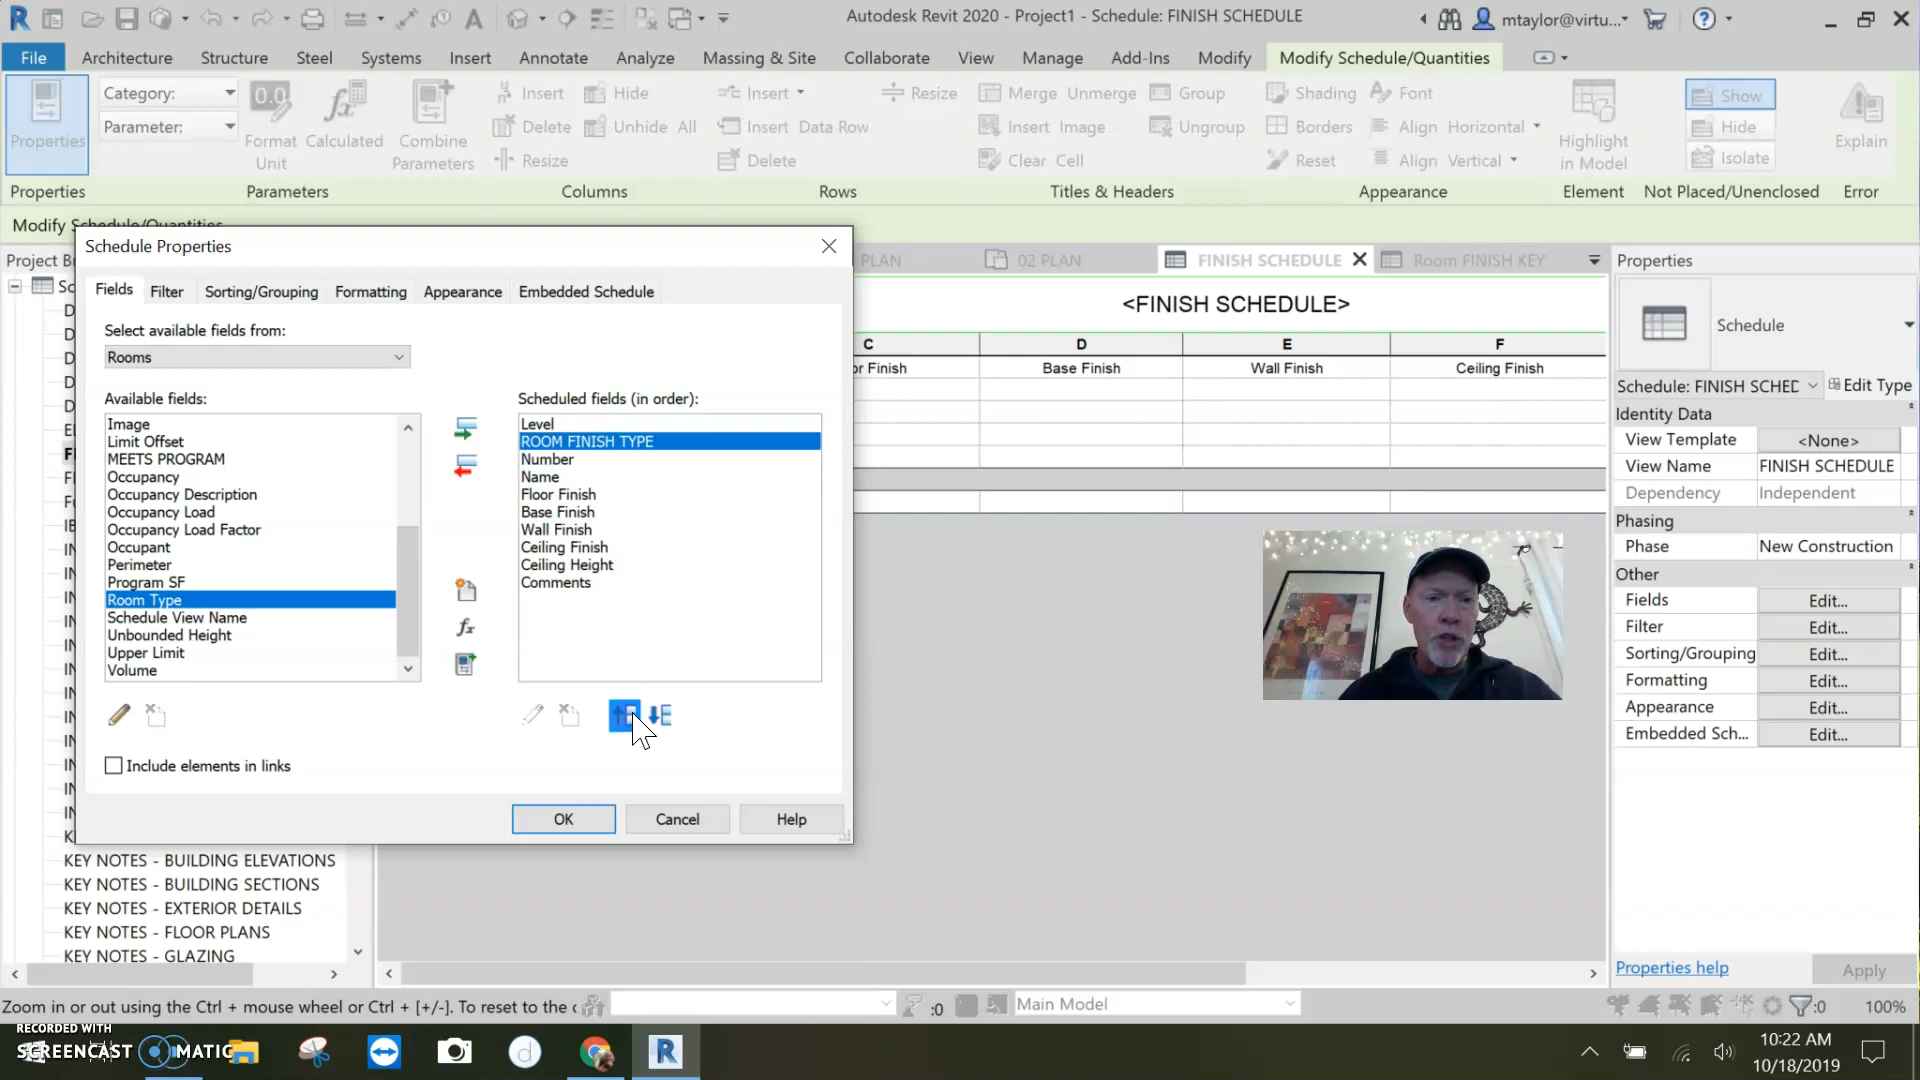 Autodesk Revit 2020 - Project1 - Schedule: FINISH SCHEDULE
mtaylor@virtu...
File Architecture Structure Steel Systems Insert Annotate Analyze Massing & Site Collaborate View Manage Add-Ins Modify Modify Schedule/Quantities
Properties
Category:
Parameter:
Format Unit
Calculated
Combine Parameters
Insert
Delete
Resize
Hide
Unhide All
Insert
Insert Data Row
Delete
Resize
Merge Unmerge
Insert Image
Clear Cell
Group
Ungroup
Shading
Borders
Reset
Font
Align Horizontal
Align Vertical
Highlight in Model
Show
Hide
Isolate
Explain
Properties Parameters Columns Rows Titles & Headers Appearance Element Not Placed/Unenclosed Error
Modify Schedule/Quantities
Project B
Schedule Properties
Fields Filter Sorting/Grouping Formatting Appearance Embedded Schedule
Select available fields from:
Rooms
Available fields:
Image
Limit Offset
MEETS PROGRAM
Occupancy
Occupancy Description
Occupancy Load
Occupancy Load Factor
Occupant
Perimeter
Program SF
Room Type
Schedule View Name
Unbounded Height
Upper Limit
Volume
Scheduled fields (in order):
Level
ROOM FINISH TYPE
Number
Name
Floor Finish
Base Finish
Wall Finish
Ceiling Finish
Ceiling Height
Comments
Include elements in links
OK Cancel Help
KEY NOTES - BUILDING ELEVATIONS
KEY NOTES - BUILDING SECTIONS
KEY NOTES - EXTERIOR DETAILS
KEY NOTES - FLOOR PLANS
KEY NOTES - GLAZING
PLAN 02 PLAN FINISH SCHEDULE Room FINISH KEY
<FINISH SCHEDULE>
C D E F
or Finish Base Finish Wall Finish Ceiling Finish
Properties
Schedule
Schedule: FINISH SCHED Edit Type
Identity Data
View Template <None>
View Name FINISH SCHEDULE
Dependency Independent
Phasing
Phase New Construction
Other
Fields Edit...
Filter Edit...
Sorting/Grouping Edit...
Formatting Edit...
Appearance Edit...
Embedded Sch... Edit...
Properties help Apply
Zoom in or out using the Ctrl + mouse wheel or Ctrl + [+/-]. To reset to the
:0 Main Model :0 100%
RECORDED WITH
SCREENCAST MATIC
10:22 AM
10/18/2019